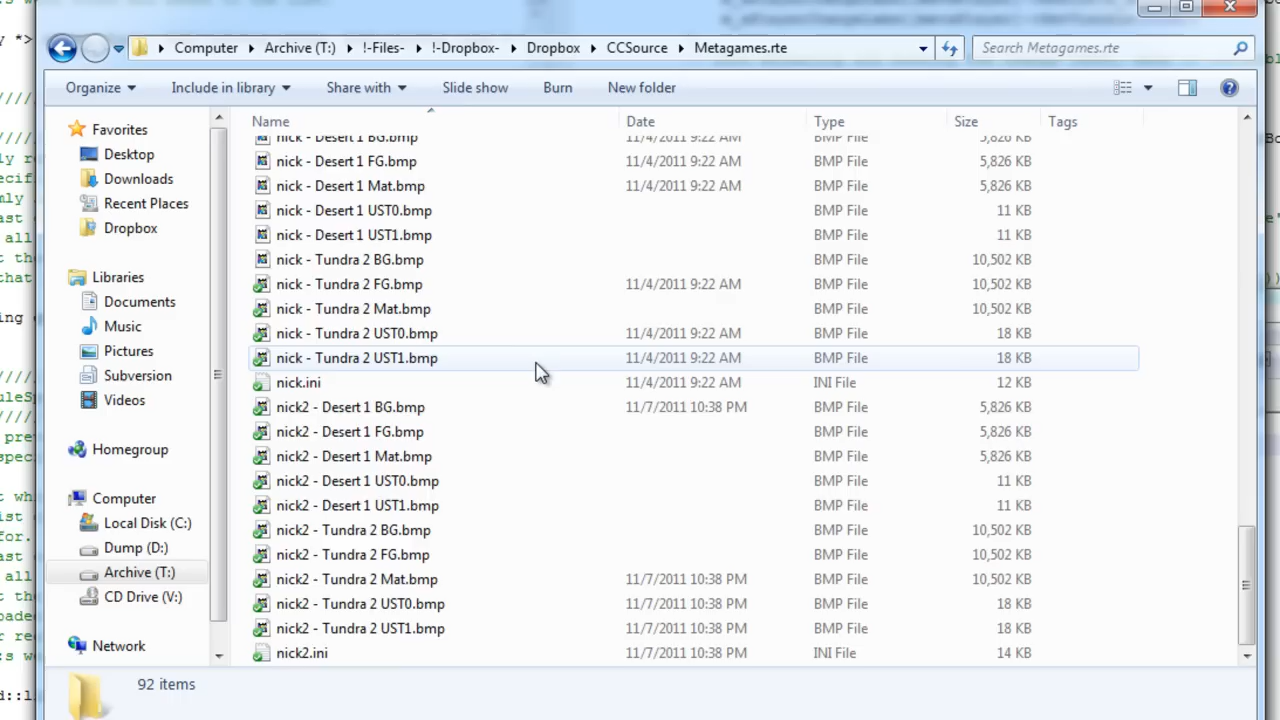 Computer Archive (T:) !-Files- !-Dropbox- Dropbox CCSource Metagames.rte Search Metagames.rte
Organize Include in library Share with Slide show Burn New folder
Name Date Type Size Tags
Favorites
Desktop
Downloads
Recent Places
Dropbox
Libraries
Documents
Music
Pictures
Subversion
Videos
Homegroup
Computer
Local Disk (C:)
Dump (D:)
Archive (T:)
CD Drive (V:)
Network
nick - Desert 1 BG.bmp 11/4/2011 9:22 AM BMP File 5,826 KB
nick - Desert 1 FG.bmp 11/4/2011 9:22 AM BMP File 5,826 KB
nick - Desert 1 Mat.bmp 11/4/2011 9:22 AM BMP File 5,826 KB
nick - Desert 1 UST0.bmp BMP File 11 KB
nick - Desert 1 UST1.bmp BMP File 11 KB
nick - Tundra 2 BG.bmp BMP File 10,502 KB
nick - Tundra 2 FG.bmp 11/4/2011 9:22 AM BMP File 10,502 KB
nick - Tundra 2 Mat.bmp BMP File 10,502 KB
nick - Tundra 2 UST0.bmp 11/4/2011 9:22 AM BMP File 18 KB
nick - Tundra 2 UST1.bmp 11/4/2011 9:22 AM BMP File 18 KB
nick.ini 11/4/2011 9:22 AM INI File 12 KB
nick2 - Desert 1 BG.bmp 11/7/2011 10:38 PM BMP File 5,826 KB
nick2 - Desert 1 FG.bmp BMP File 5,826 KB
nick2 - Desert 1 Mat.bmp BMP File 5,826 KB
nick2 - Desert 1 UST0.bmp BMP File 11 KB
nick2 - Desert 1 UST1.bmp BMP File 11 KB
nick2 - Tundra 2 BG.bmp BMP File 10,502 KB
nick2 - Tundra 2 FG.bmp BMP File 10,502 KB
nick2 - Tundra 2 Mat.bmp 11/7/2011 10:38 PM BMP File 10,502 KB
nick2 - Tundra 2 UST0.bmp 11/7/2011 10:38 PM BMP File 18 KB
nick2 - Tundra 2 UST1.bmp 11/7/2011 10:38 PM BMP File 18 KB
nick2.ini 11/7/2011 10:38 PM INI File 14 KB
92 items